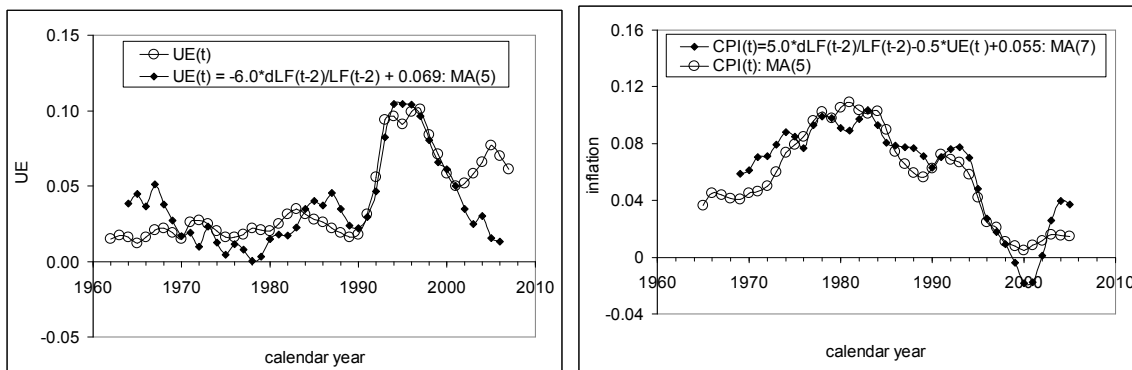 0.15
UE(t)
UE(t) = -6.0*dLF(t-2)/LF(t-2) + 0.069: MA(5)
0.10
UE
0.05
0.00
1960 1970 1980 1990 2000 2010
-0.05
calendar year
0.16
CPI(t)=5.0*dLF(t-2)/LF(t-2)-0.5*UE(t )+0.055: MA(7)
CPI(t): MA(5)
0.12
inflation
0.08
0.04
0
1960 1970 1980 1990 2000 2010
-0.04
calendar year